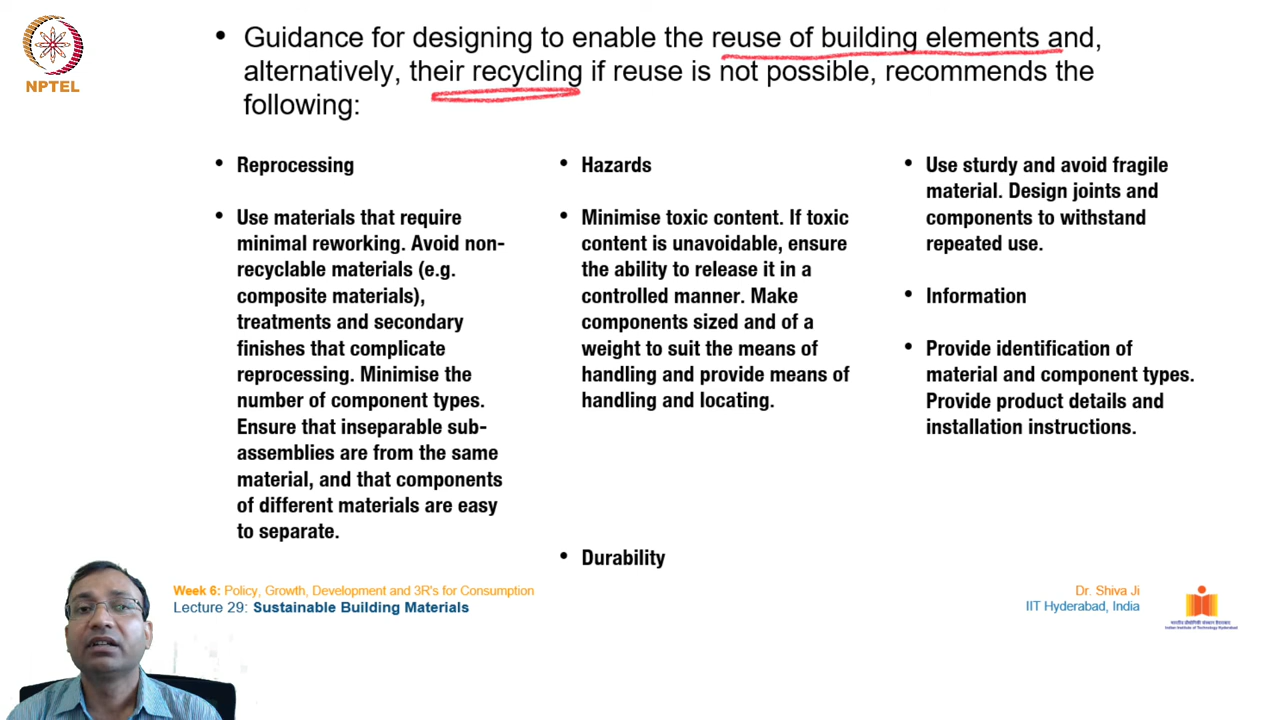 NPTEL
• Guidance for designing to enable the reuse of building elements and,
alternatively, their recycling if reuse is not possible, recommends the
following:
• Reprocessing
• Use materials that require
minimal reworking. Avoid non-
recyclable materials (e.g.
composite materials),
treatments and secondary
finishes that complicate
reprocessing. Minimise the
number of component types.
Ensure that inseparable sub-
assemblies are from the same
material, and that components
of different materials are easy
to separate.
• Hazards
• Minimise toxic content. If toxic
content is unavoidable, ensure
the ability to release it in a
controlled manner. Make
components sized and of a
weight to suit the means of
handling and provide means of
handling and locating.
• Durability
• Use sturdy and avoid fragile
material. Design joints and
components to withstand
repeated use.
• Information
• Provide identification of
material and component types.
Provide product details and
installation instructions.
Week 6: Policy, Growth, Development and 3R's for Consumption
Lecture 29: Sustainable Building Materials
Dr. Shiva Ji
IIT Hyderabad, India
Indian Institute of Technology Hyderabad